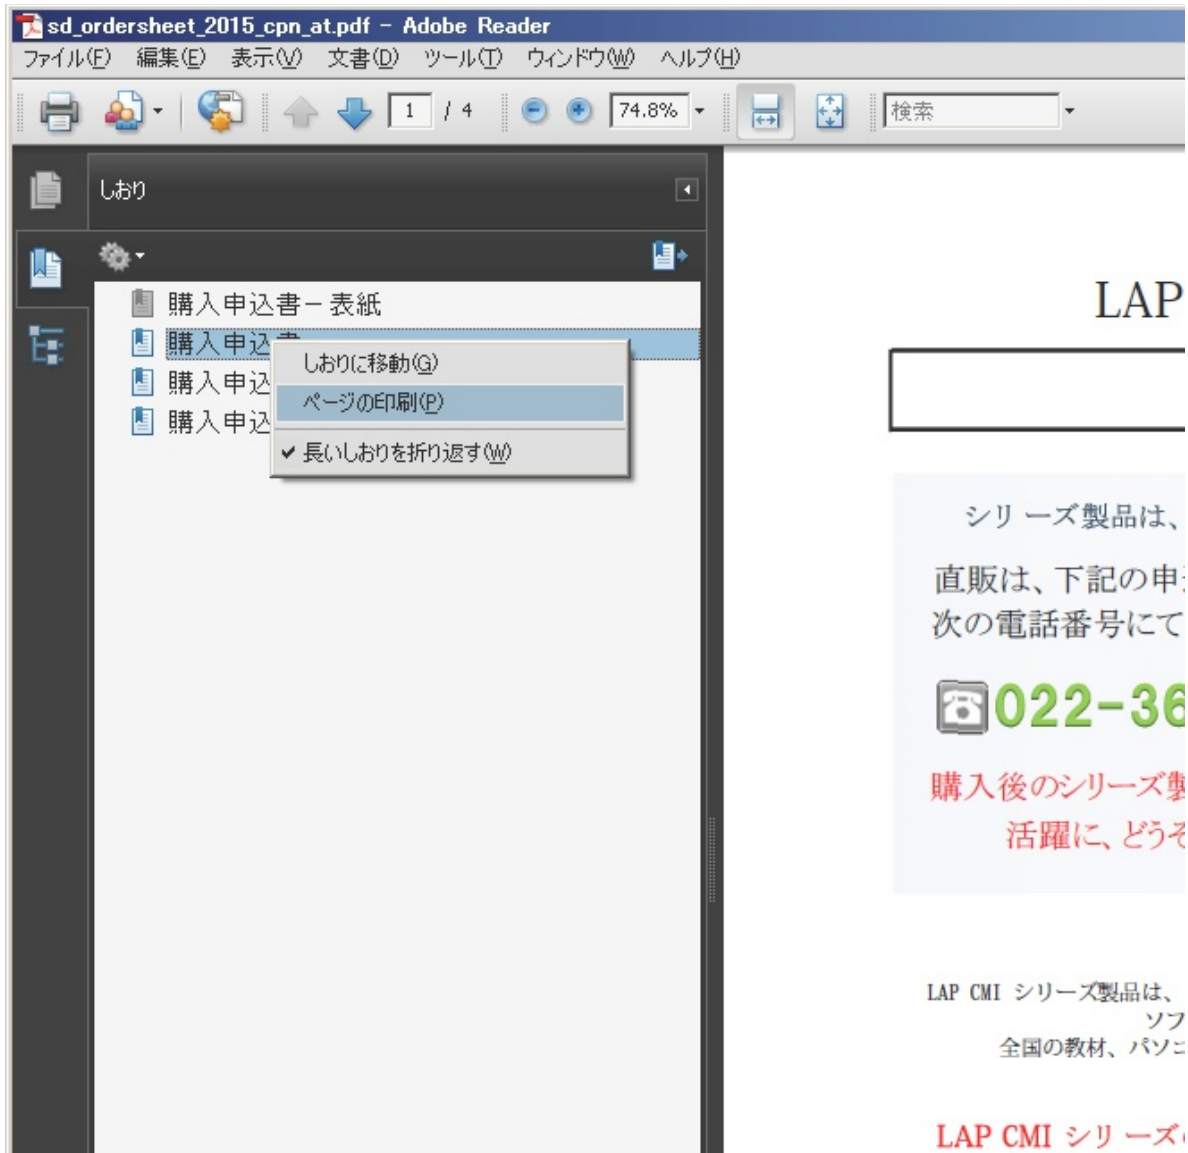 sd_ordersheet_2015_cpn_at.pdf - Adobe Reader
ファイル(F) 編集(E) 表示(V) 文書(D) ツール(T) ウィンドウ(W) ヘルプ(H)
1 / 4 74.8% 検索
しおり
購入申込書－表紙
購入申込書
購入申込
購入申込
しおりに移動(G)
ページの印刷(P)
長いしおりを折り返す(W)
LAP
シリーズ製品は、
直販は、下記の申
次の電話番号にて
022-36
購入後のシリーズ製
活躍に、どうぞ
LAP CMI シリーズ製品は、
ソフ
全国の教材、パソコ
LAP CMI シリーズ